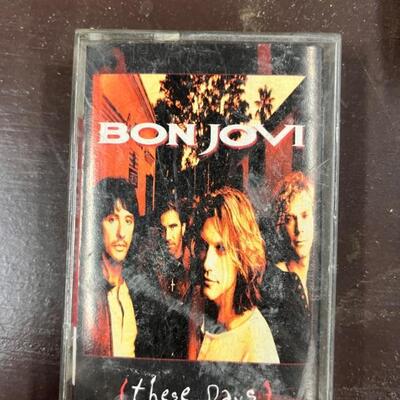 BON JOVI
(these Days)